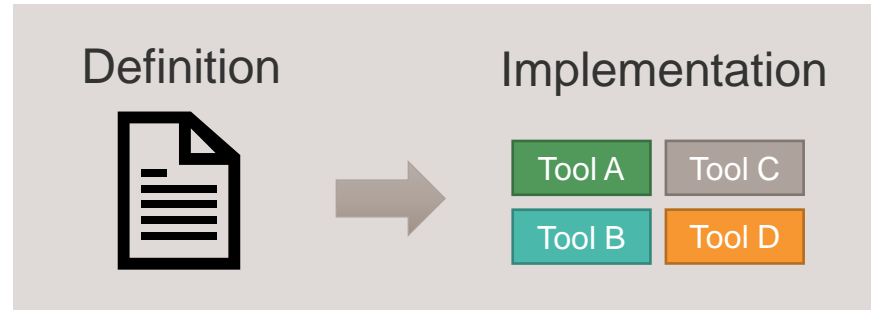 Definition
Implementation
Tool A
Tool C
Tool B
Tool D